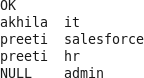 OK
akhila  it
preeti  salesforce
preeti  hr
NULL    admin